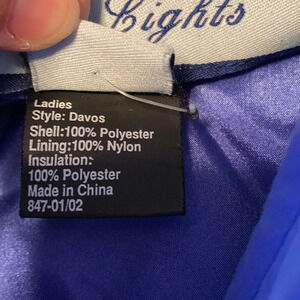 Lights
Ladies
Style: Davos
Shell:100% Polyester
Lining:100% Nylon
Insulation:
100% Polyester
Made in China
847-01/02